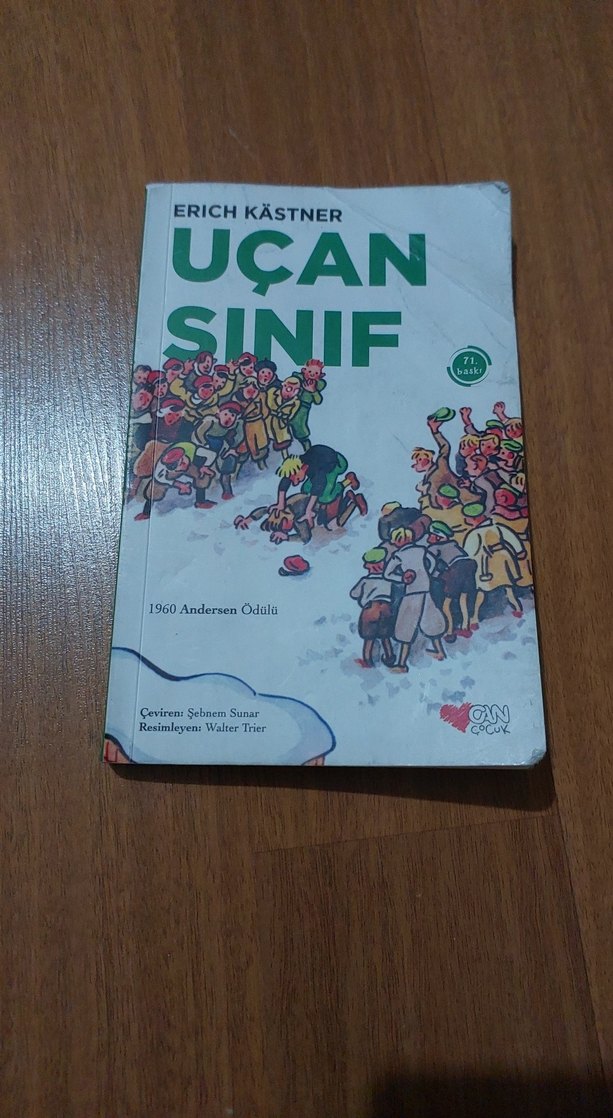 ERICH KÄSTNER
UÇAN
SINIF
71.
baskı
1960 Andersen Ödülü
Çeviren: Şebnem Sunar
Resimleyen: Walter Trier
CAN
ÇOCUK